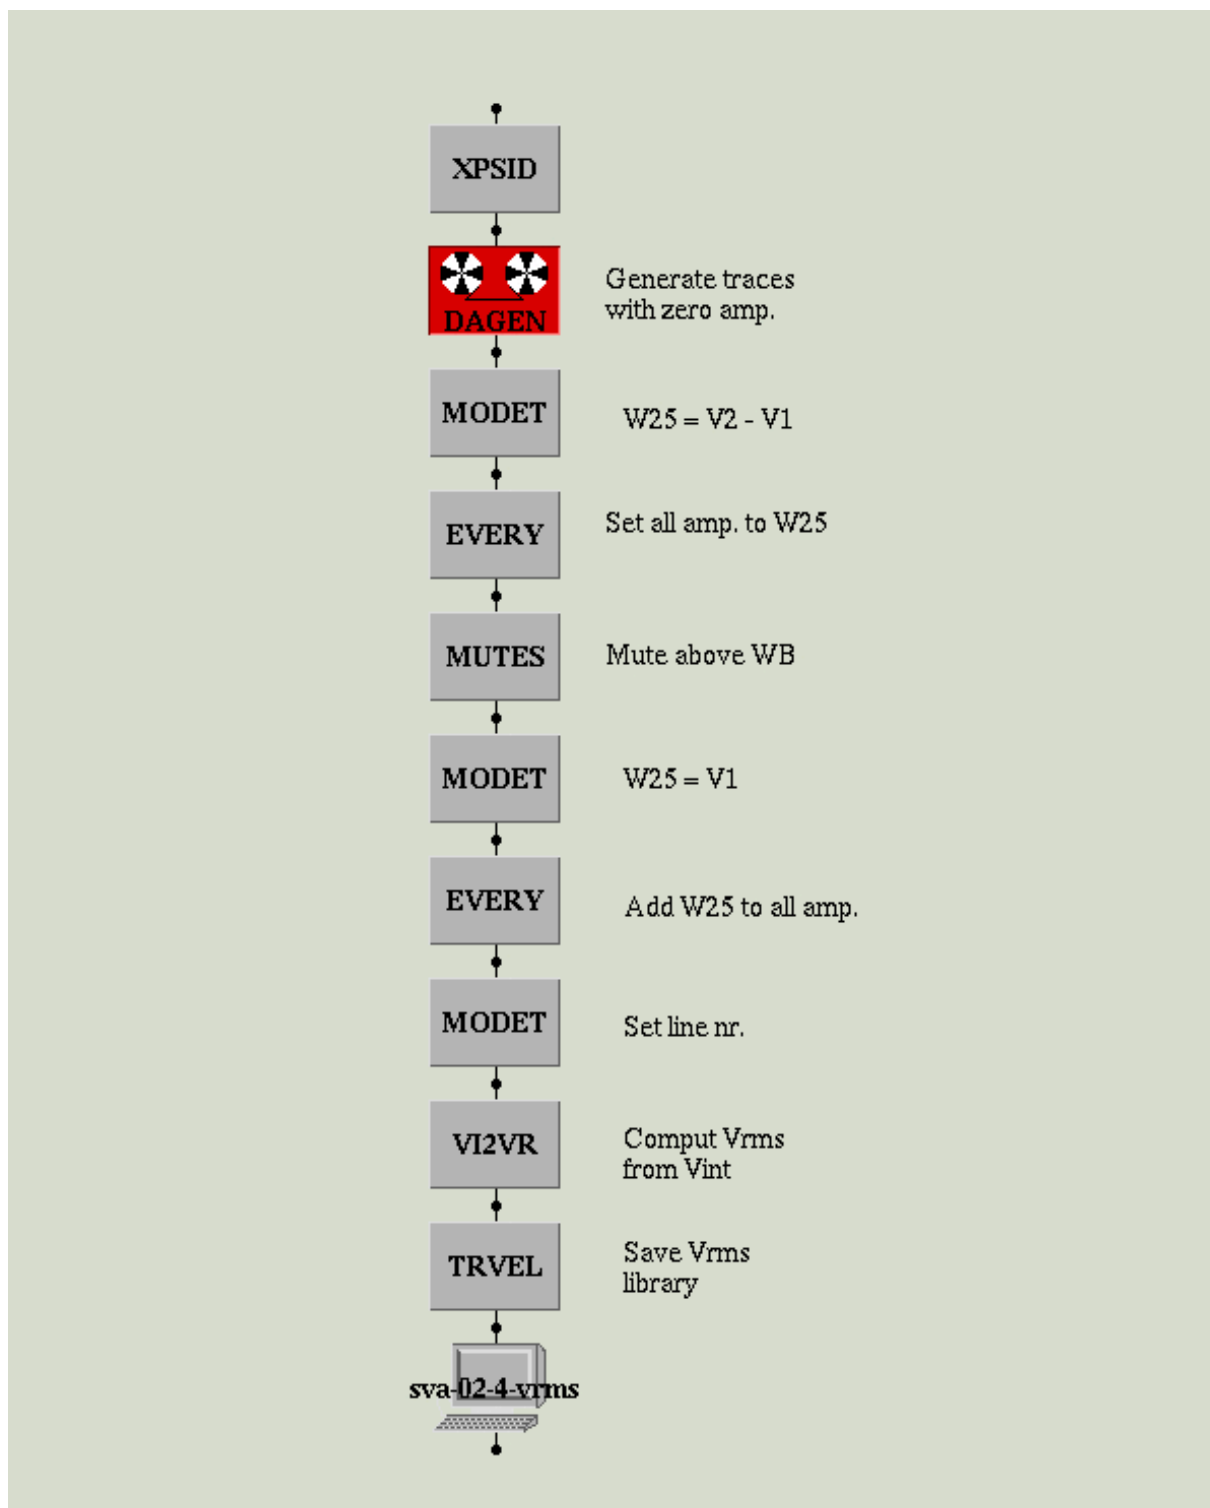 XPSID
DAGEN
Generate traces
with zero amp.
MODET
W25 = V2 - V1
EVERY
Set all amp. to W25
MUTES
Mute above WB
MODET
W25 = V1
EVERY
Add W25 to all amp.
MODET
Set line nr.
VI2VR
Comput Vrms
from Vint
TRVEL
Save Vrms
library
sva-02-4-vrms